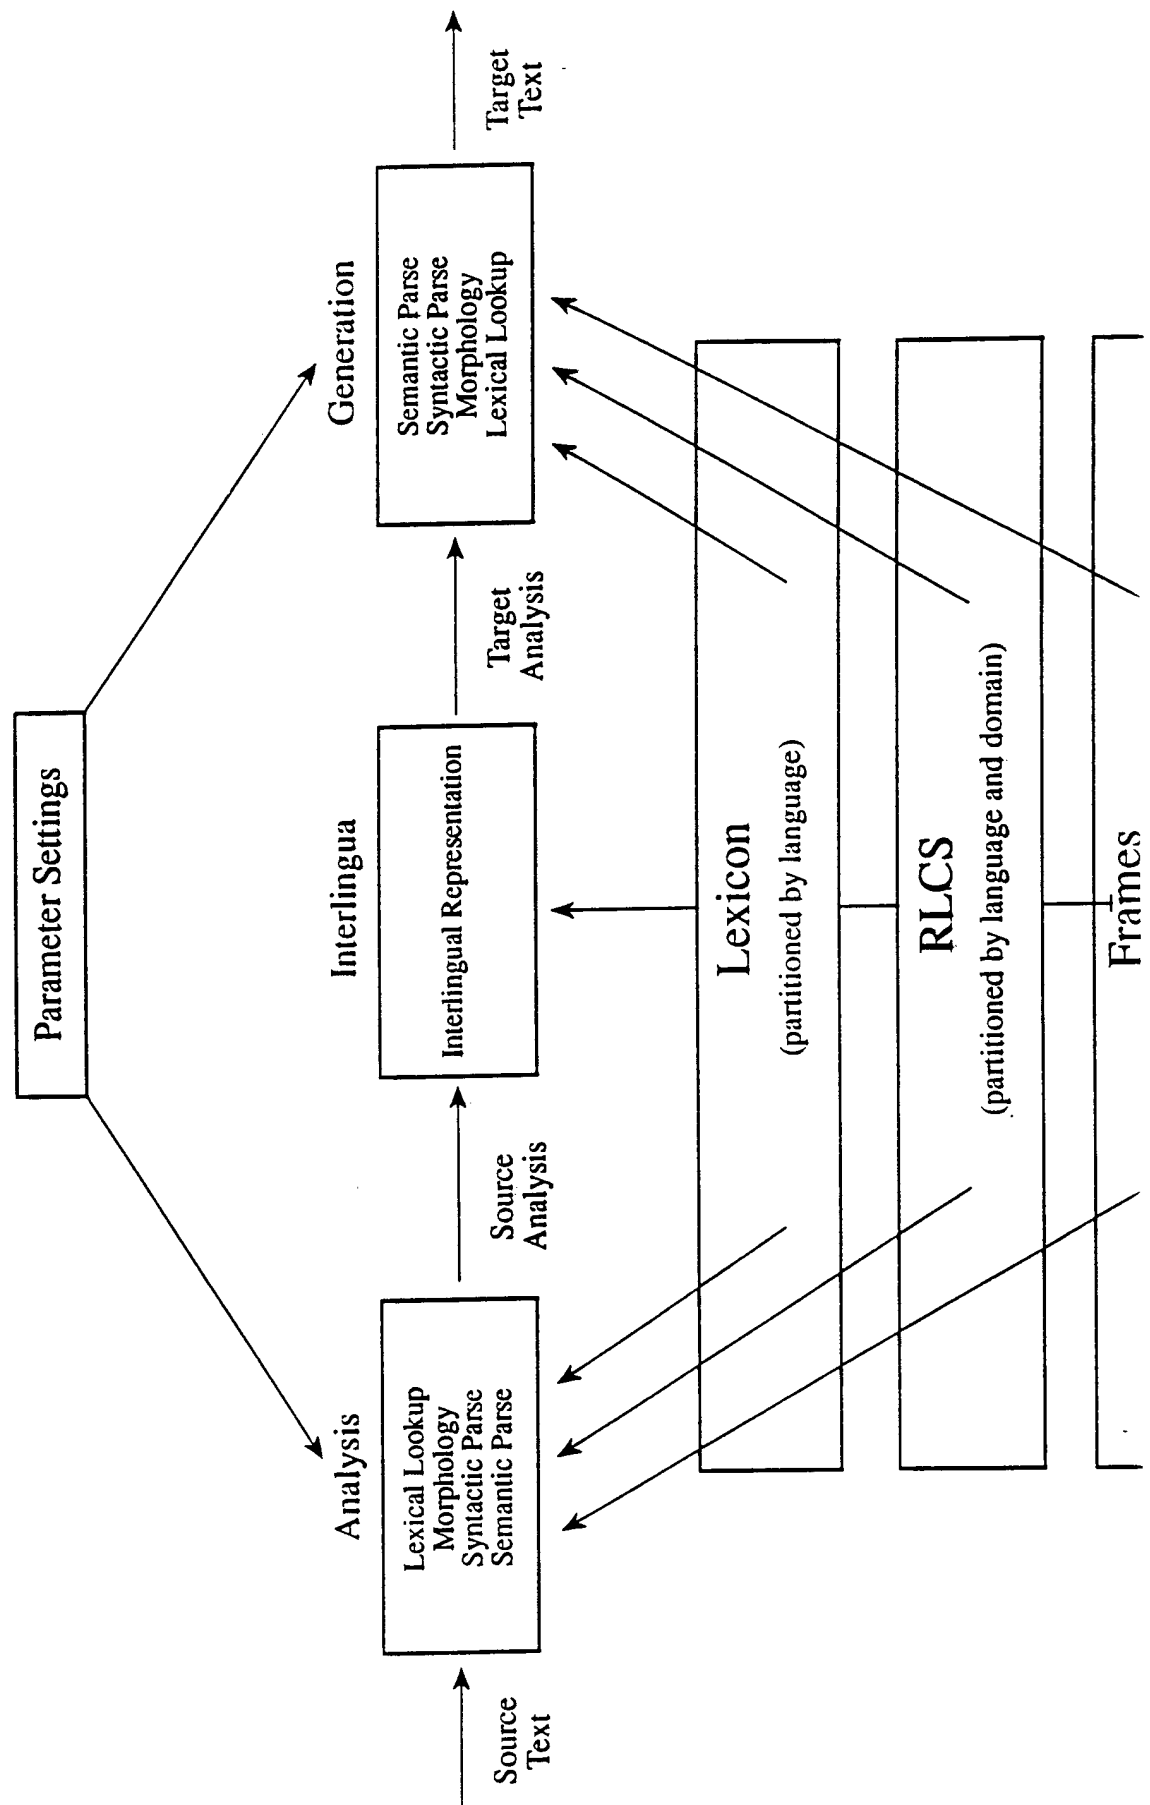 Parameter Settings
Analysis
Interlingua
Generation
Lexical Lookup
Morphology
Syntactic Parse
Semantic Parse
Interlingual Representation
Semantic Parse
Syntactic Parse
Morphology
Lexical Lookup
Source
Text
Source
Analysis
Target
Analysis
Target
Text
Lexicon
(partitioned by language)
RLCS
(partitioned by language and domain)
Frames